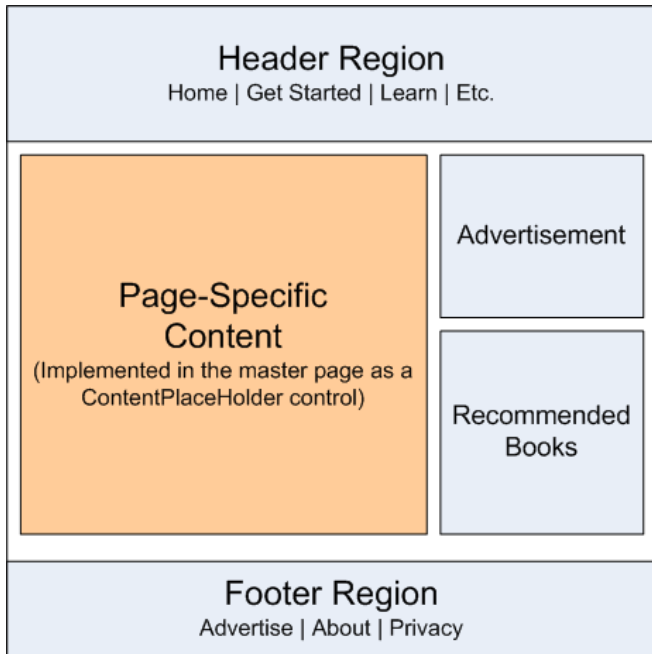 Header Region
Home | Get Started | Learn | Etc.
Page-Specific
Content
(Implemented in the master page as a
ContentPlaceHolder control)
Advertisement
Recommended
Books
Footer Region
Advertise | About | Privacy